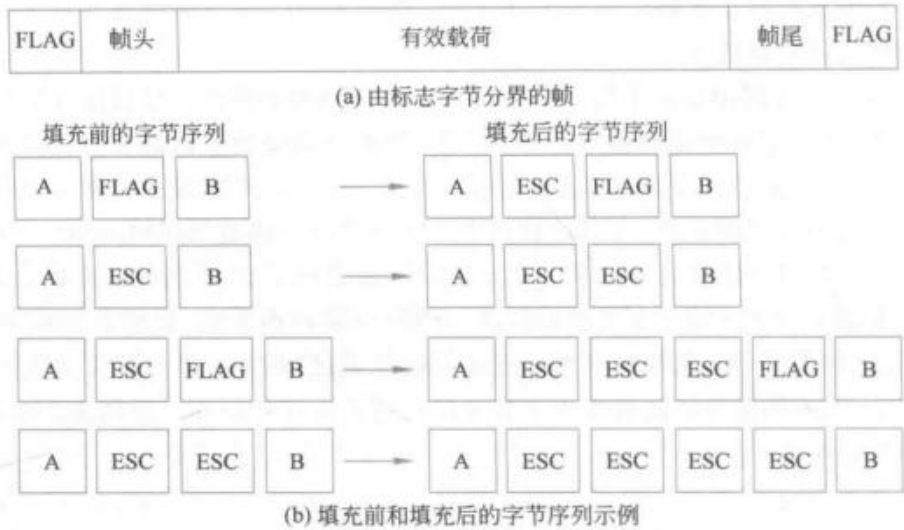 FLAG 帧头 有效载荷 帧尾 FLAG
(a) 由标志字节分界的帧
填充前的字节序列 填充后的字节序列
A FLAG B A ESC FLAG B
A ESC B A ESC ESC B
A ESC FLAG B A ESC ESC ESC FLAG B
A ESC ESC B A ESC ESC ESC ESC B
(b) 填充前和填充后的字节序列示例